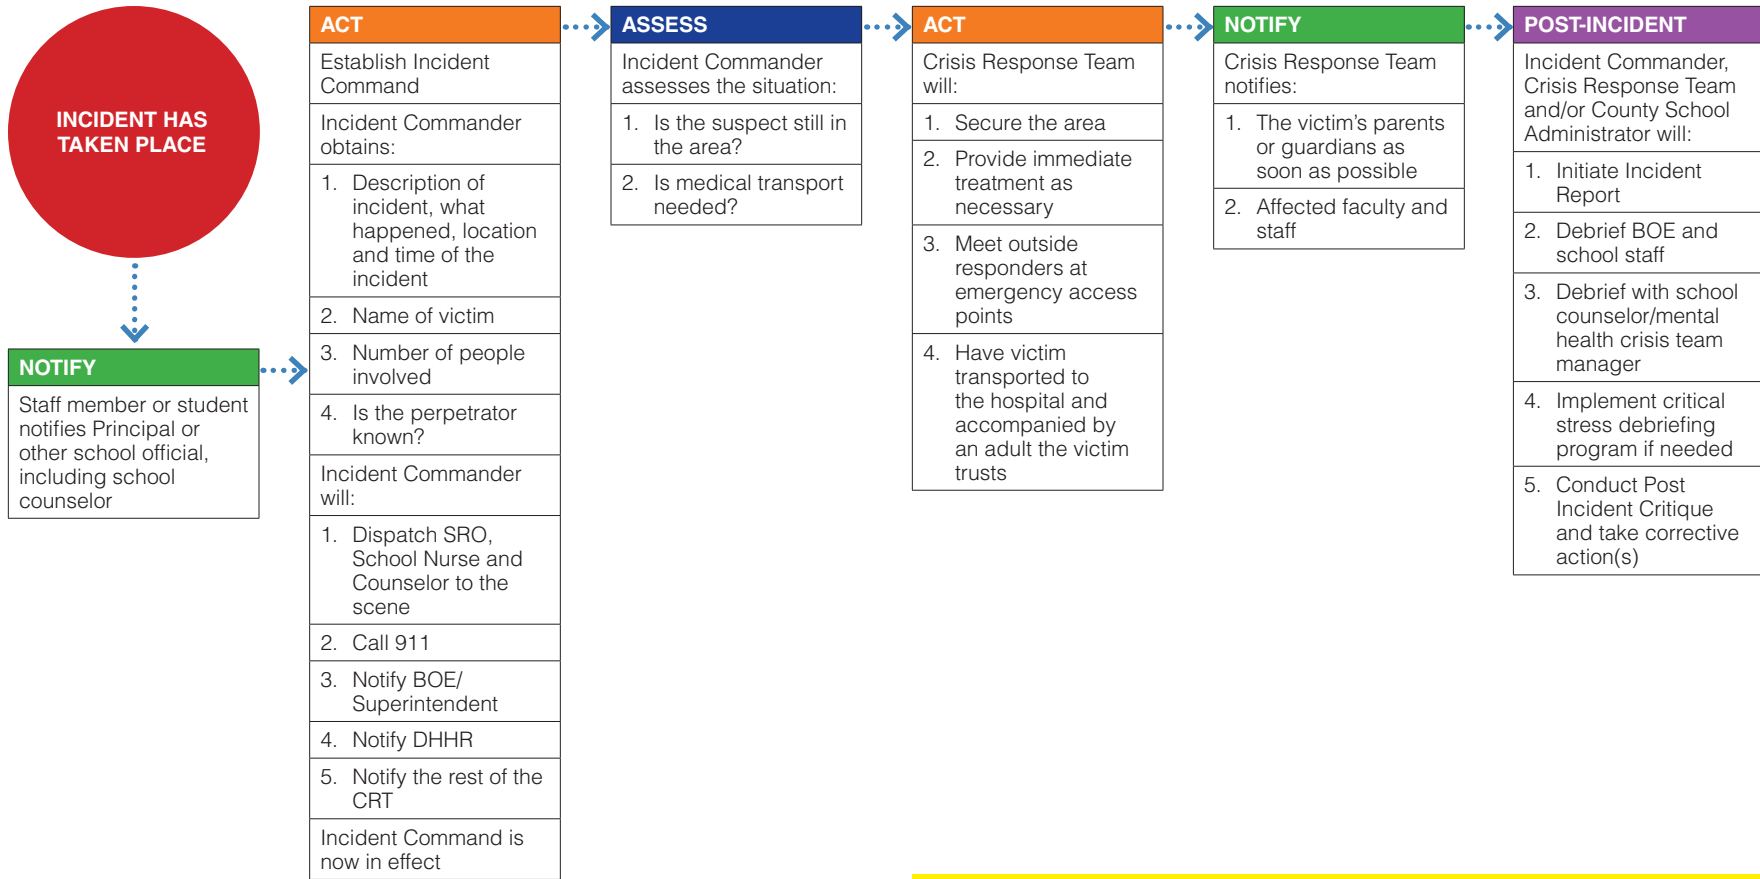 INCIDENT HAS
TAKEN PLACE
NOTIFY
Staff member or student
notifies Principal or
other school official,
including school
counselor
ACT
Establish Incident
Command
Incident Commander
obtains:
1. Description of
incident, what
happened, location
and time of the
incident
2. Name of victim
3. Number of people
involved
4. Is the perpetrator
known?
Incident Commander
will:
1. Dispatch SRO,
School Nurse and
Counselor to the
scene
2. Call 911
3. Notify BOE/
Superintendent
4. Notify DHHR
5. Notify the rest of the
CRT
Incident Command is
now in effect
ASSESS
Incident Commander
assesses the situation:
1. Is the suspect still in
the area?
2. Is medical transport
needed?
ACT
Crisis Response Team
will:
1. Secure the area
2. Provide immediate
treatment as
necessary
3. Meet outside
responders at
emergency access
points
4. Have victim
transported to
the hospital and
accompanied by
an adult the victim
trusts
NOTIFY
Crisis Response Team
notifies:
1. The victim's parents
or guardians as
soon as possible
2. Affected faculty and
staff
POST-INCIDENT
Incident Commander,
Crisis Response Team
and/or County School
Administrator will:
1. Initiate Incident
Report
2. Debrief BOE and
school staff
3. Debrief with school
counselor/mental
health crisis team
manager
4. Implement critical
stress debriefing
program if needed
5. Conduct Post
Incident Critique
and take corrective
action(s)